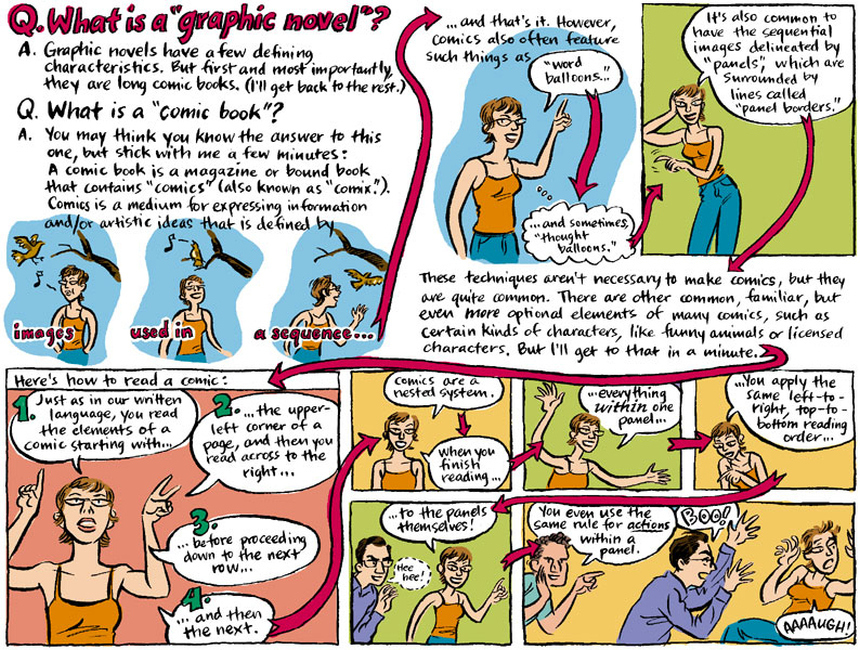 Q. What is a "graphic novel"?
A. Graphic novels have a few defining
characteristics. But first and most importantly,
they are long comic books. (I'll get back to the rest.)
Q. What is a "comic book"?
A. You may think you know the answer to this
one, but stick with me a few minutes:
A comic book is a magazine or bound book
that contains "comics" (also known as "comix").
Comics is a medium for expressing information
and/or artistic ideas that is defined by
images
used in
a sequence...
...and that's it. However,
comics also often feature
such things as
"word
balloons..."
...and sometimes,
"thought
balloons."
It's also common to
have the sequential
images delineated by
"panels", which are
surrounded by
lines called
"panel borders."
These techniques aren't necessary to make comics, but they
are quite common. There are other common, familiar, but
even more optional elements of many comics, such as
certain kinds of characters, like funny animals or licensed
characters. But I'll get to that in a minute.
Here's how to read a comic:
1. Just as in our written
language, you read
the elements of a
comic starting with...
2. ...the upper-
left corner of a
page, and then you
read across to the
right...
3.
...before proceeding
down to the next
row...
4.
...and then
the next.
Comics are a
nested system.
When you
finish
reading...
...everything
within one
panel...
...You apply the
same left-to-
right, top-to-
bottom reading
order...
...to the panels
themselves!
Hee
hee!
You even use the
same rule for actions
within a
panel.
BOO!
AAAAUGH!